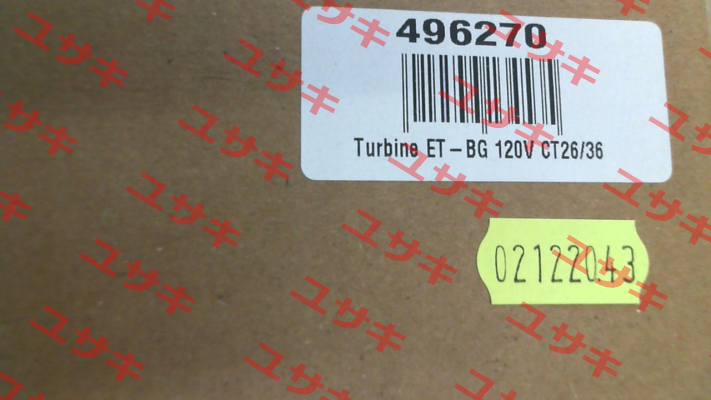 496270
Turbine ET-BG 120V CT26/36
02122043
ユサキ